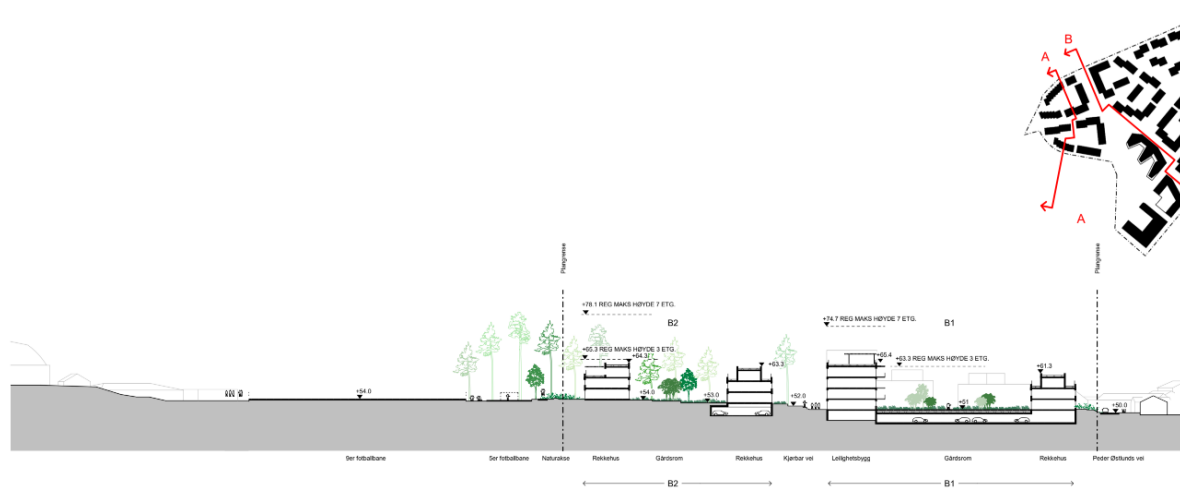 B
A
A
Plangrense
Plangrense
+78.1 REG MAKS HØYDE 7 ETG.
B2
+74.7 REG MAKS HØYDE 7 ETG.
B1
+65.3 REG MAKS HØYDE 3 ETG.
+64.3
+63.3
+65.4
+63.3 REG MAKS HØYDE 3 ETG.
+61.3
+54.0
+54.0
+53.0
+52.0
+51
+50.0
9er fotballbane
5er fotballbane
Naturakse
Rekkehus
Gårdsrom
Rekkehus
Kjørbar vei
Leilighetsbygg
Gårdsrom
Rekkehus
Peder Østlunds vei
B2
B1